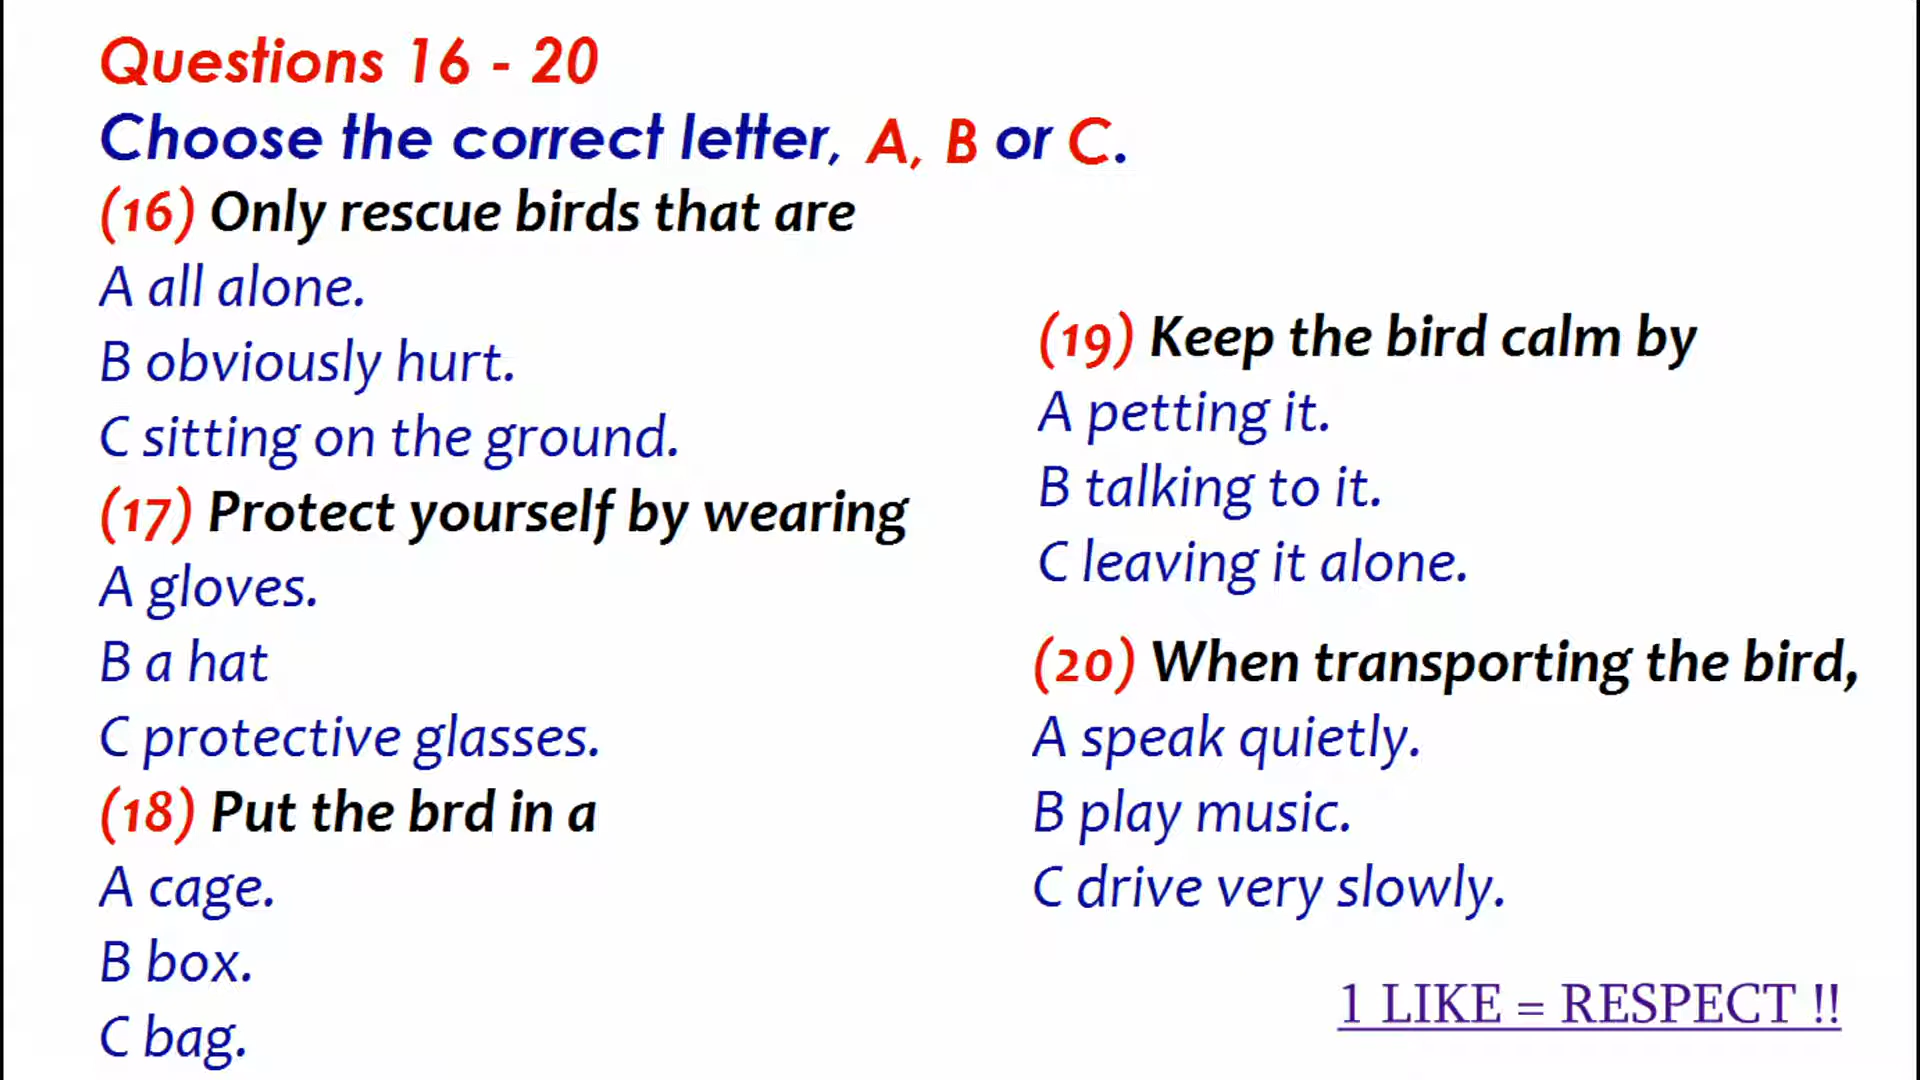 Questions 16 - 20
Choose the correct letter, A, B or C.
(16) Only rescue birds that are
A all alone.
B obviously hurt.
C sitting on the ground.
(17) Protect yourself by wearing
A gloves.
B a hat
C protective glasses.
(18) Put the brd in a
A cage.
B box.
C bag.
(19) Keep the bird calm by
A petting it.
B talking to it.
C leaving it alone.
(20) When transporting the bird,
A speak quietly.
B play music.
C drive very slowly.
1 LIKE = RESPECT !!